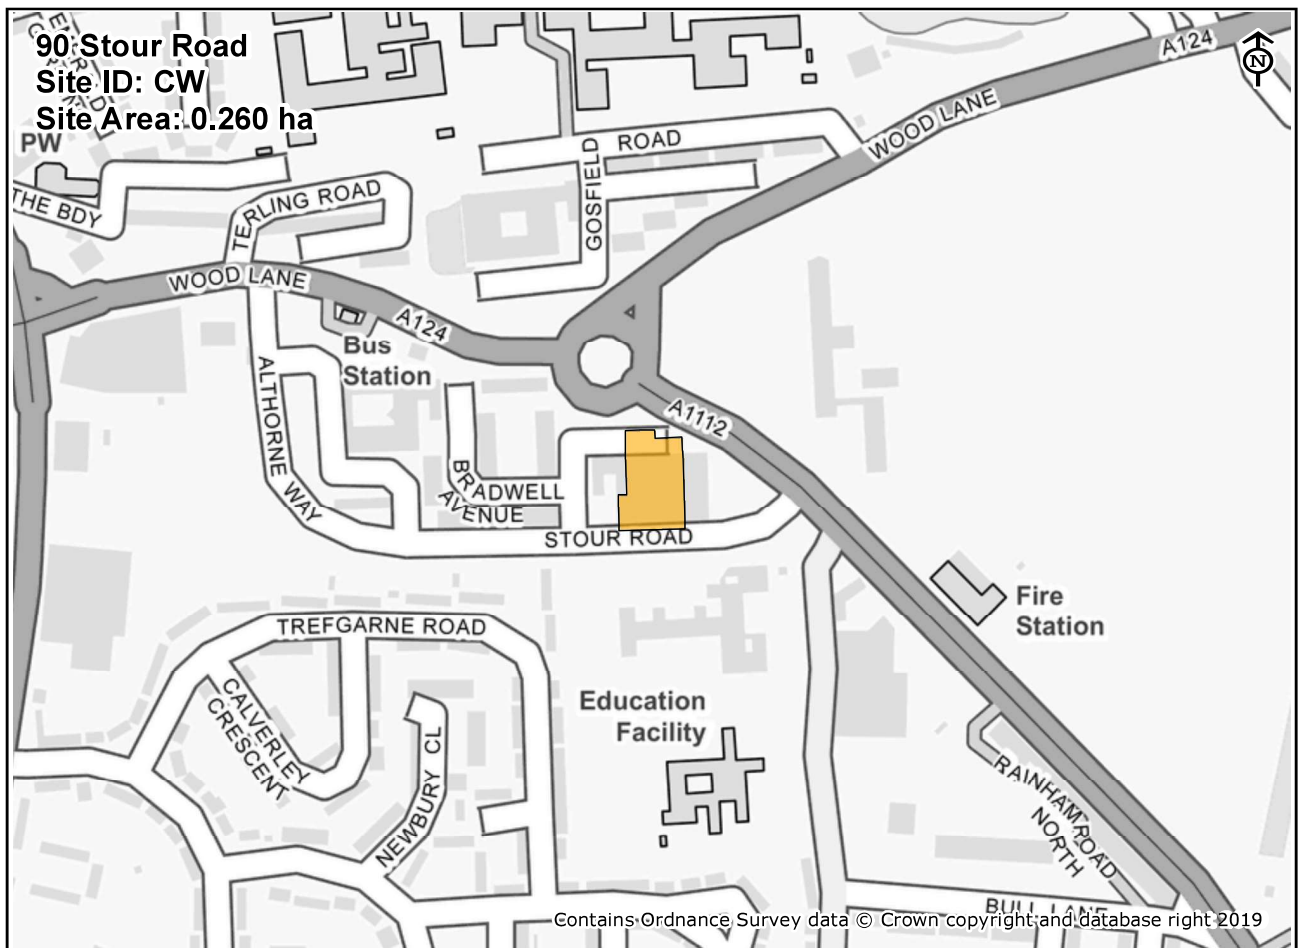 90 Stour Road
Site ID: CW
Site Area: 0.260 ha
N
A124
WOOD LANE
PW
ROAD
GOSFIELD
THE BDY
TERLING ROAD
WOOD LANE
A124
Bus
Station
ALTHORNE WAY
A1112
BRADWELL
AVENUE
STOUR ROAD
Fire
Station
TREFGARNE ROAD
CALVERLEY
CRESCENT
NEWBURY CL
Education
Facility
RAINHAM ROAD
NORTH
BULL LANE
Contains Ordnance Survey data © Crown copyright and database right 2019